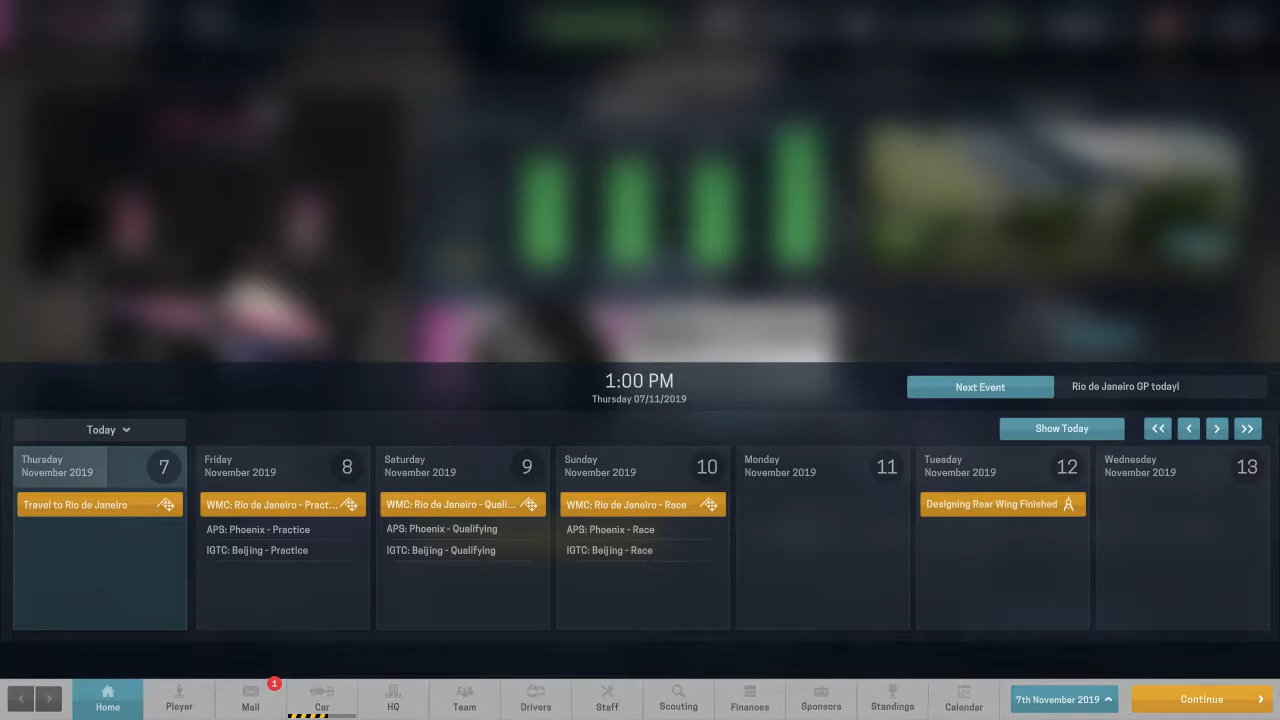 1:00 PM
Thursday 07/11/2019
Next Event
Rio de Janeiro GP today!
Today
Show Today
Thursday
November 2019
7
Friday
November 2019
8
Saturday
November 2019
9
Sunday
November 2019
10
Monday
November 2019
11
Tuesday
November 2019
12
Wednesday
November 2019
13
Travel to Rio de Janeiro
WMC: Rio de Janeiro - Pract...
APS: Phoenix - Practice
IGTC: Beijing - Practice
WMC: Rio de Janeiro - Quali...
APS: Phoenix - Qualifying
IGTC: Beijing - Qualifying
WMC: Rio de Janeiro - Race
APS: Phoenix - Race
IGTC: Beijing - Race
Designing Rear Wing Finished
Home
Player
Mail
1
Car
HQ
Team
Drivers
Staff
Scouting
Finances
Sponsors
Standings
Calendar
7th November 2019
Continue